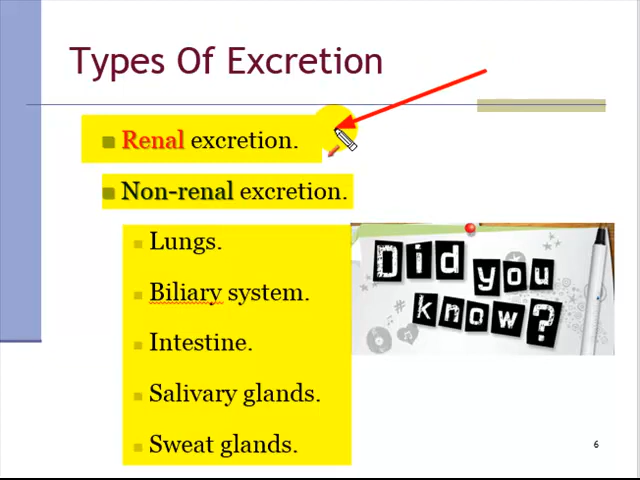 Types Of Excretion
Renal excretion.
Non-renal excretion.
Lungs.
Biliary system.
Intestine.
Salivary glands.
Sweat glands.
Did you
know?
6